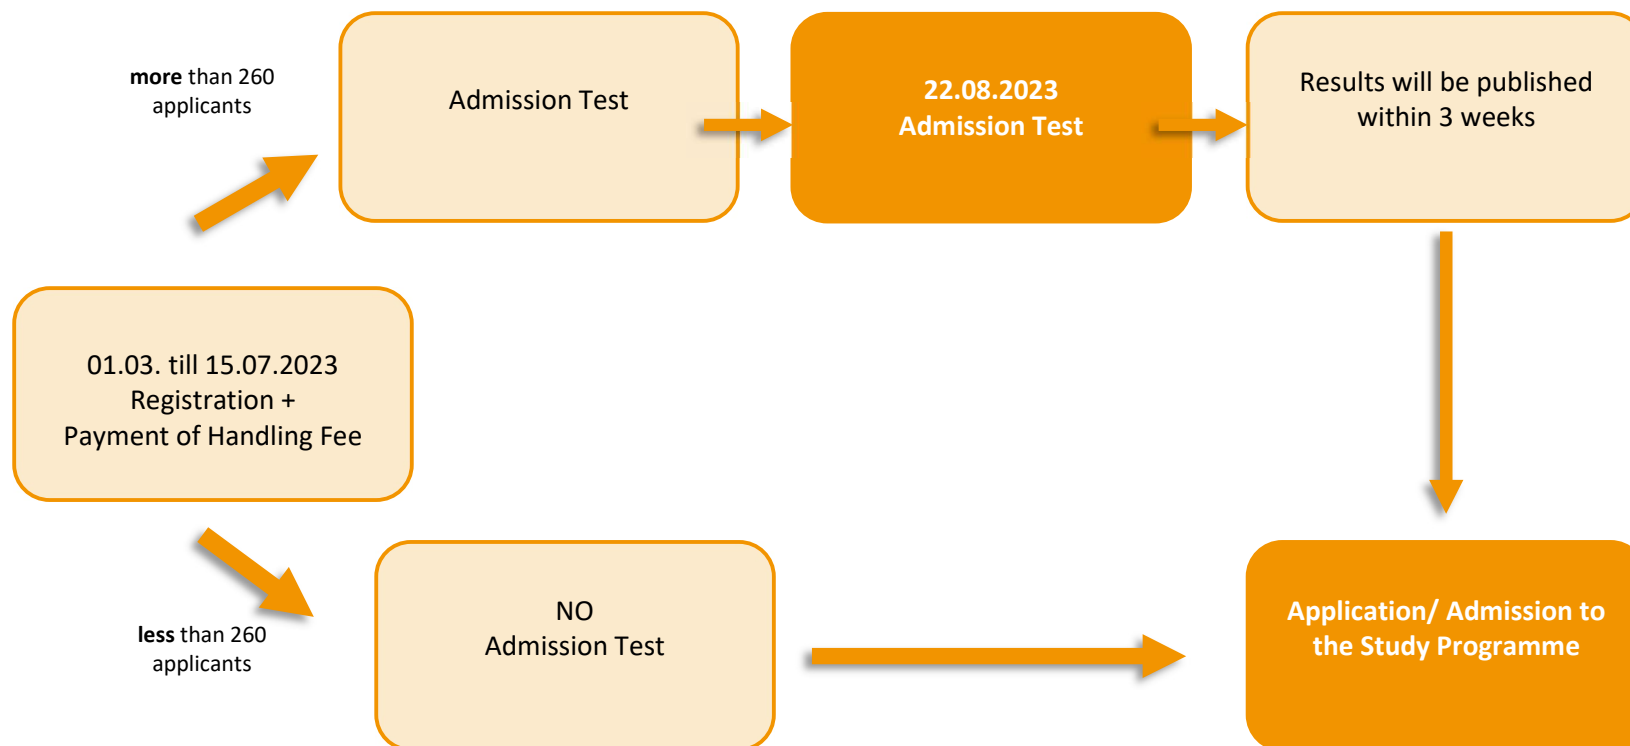 more than 260
applicants
Admission Test
22.08.2023
Admission Test
Results will be published
within 3 weeks
01.03. till 15.07.2023
Registration +
Payment of Handling Fee
less than 260
applicants
NO
Admission Test
Application/ Admission to
the Study Programme